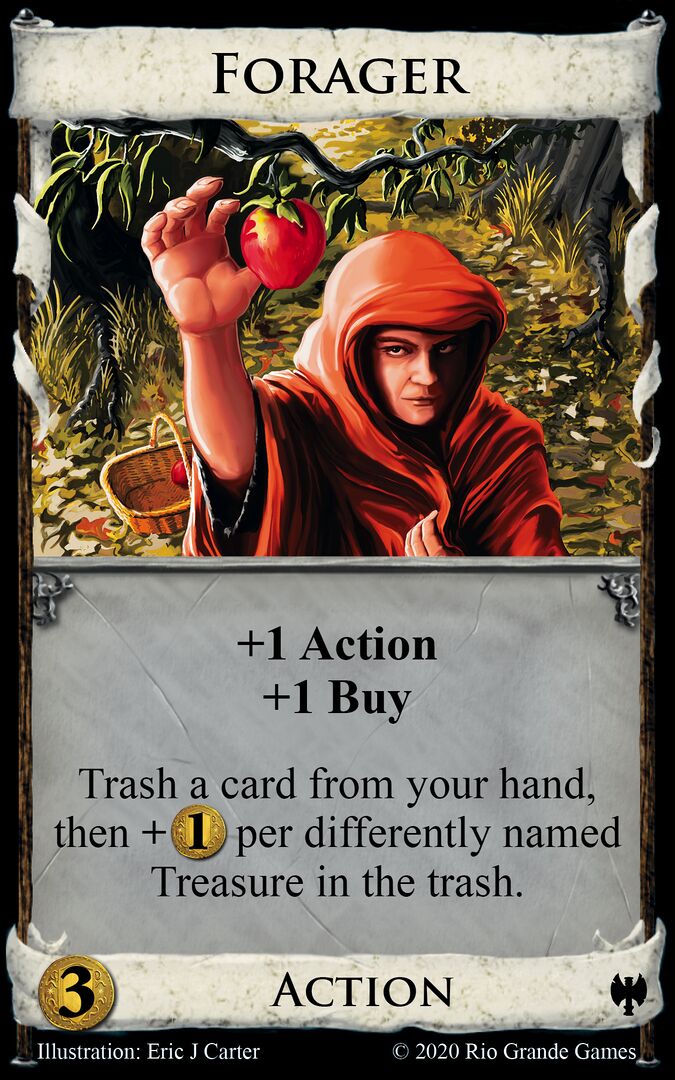 FORAGER
+1 Action
+1 Buy
Trash a card from your hand,
then +1 per differently named
Treasure in the trash.
3 ACTION
Illustration: Eric J Carter © 2020 Rio Grande Games